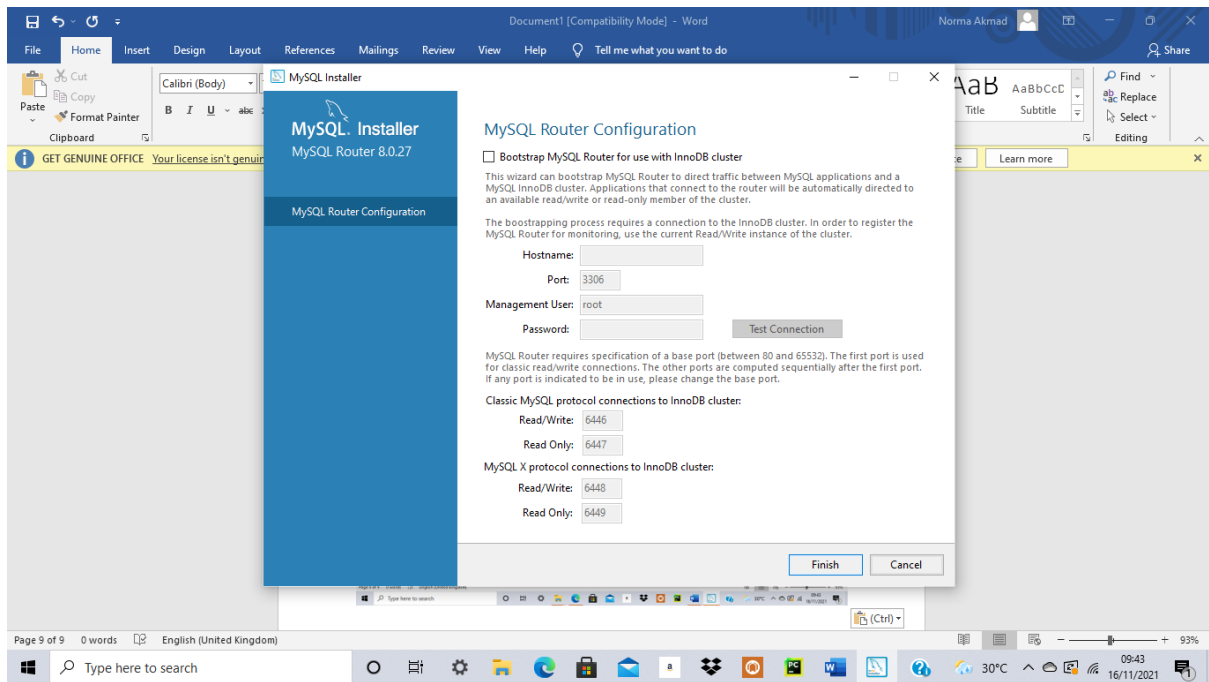 Document1 [Compatibility Mode] - Word
Norma Akmad
File Home Insert Design Layout References Mailings Review View Help Tell me what you want to do Share
Cut
Copy
Paste
Format Painter
Clipboard
Calibri (Body)
B I U abc
MySQL Installer
AaB AaBbCcC
Title Subtitle
Find
Replace
Select
Editing
GET GENUINE OFFICE Your license isn't genuin
Learn more
MySQL. Installer
MySQL Router 8.0.27
MySQL Router Configuration
MySQL Router Configuration
Bootstrap MySQL Router for use with InnoDB cluster
This wizard can bootstrap MySQL Router to direct traffic between MySQL applications and a
MySQL InnoDB cluster. Applications that connect to the router will be automatically directed to
an available read/write or read-only member of the cluster.
The boostrapping process requires a connection to the InnoDB cluster. In order to register the
MySQL Router for monitoring, use the current Read/Write instance of the cluster.
Hostname:
Port: 3306
Management User: root
Password: Test Connection
MySQL Router requires specification of a base port (between 80 and 65532). The first port is used
for classic read/write connections. The other ports are computed sequentially after the first port.
If any port is indicated to be in use, please change the base port.
Classic MySQL protocol connections to InnoDB cluster:
Read/Write: 6446
Read Only: 6447
MySQL X protocol connections to InnoDB cluster:
Read/Write: 6448
Read Only: 6449
Finish Cancel
Type here to search
(Ctrl)
Page 9 of 9 0 words English (United Kingdom) 93%
Type here to search
30°C
09:43
16/11/2021